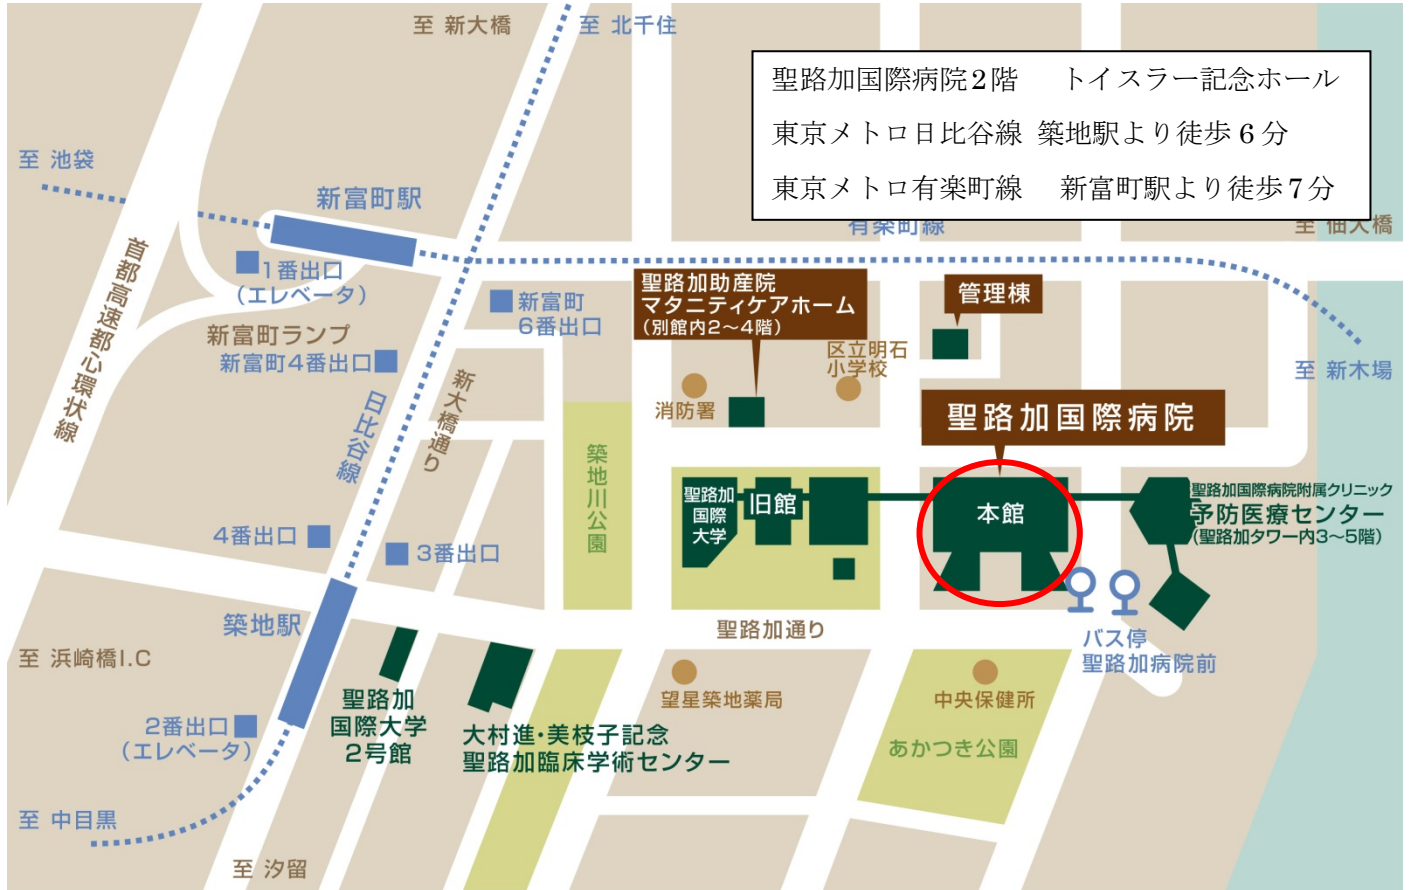 至 新大橋
至 北千住
聖路加国際病院2階 トイスラー記念ホール
東京メトロ日比谷線 築地駅より徒歩6分
東京メトロ有楽町線 新富町駅より徒歩7分
至 池袋
新富町駅
有楽町線
至 佃大橋
首都高速都心環状線
1番出口
(エレベータ)
新富町
6番出口
聖路加助産院
マタニティケアホーム
(別館内2〜4階)
管理棟
新富町ランプ
新富町4番出口
区立明石
小学校
至 新木場
日比谷線
新大橋通り
消防署
聖路加国際病院
築地川公園
聖路加
国際
大学
旧館
本館
聖路加国際病院附属クリニック
予防医療センター
(聖路加タワー内3〜5階)
4番出口
3番出口
築地駅
聖路加通り
バス停
聖路加病院前
至 浜崎橋I.C
2番出口
(エレベータ)
聖路加
国際大学
2号館
大村進・美枝子記念
聖路加臨床学術センター
望星築地薬局
中央保健所
あかつき公園
至 中目黒
至 汐留